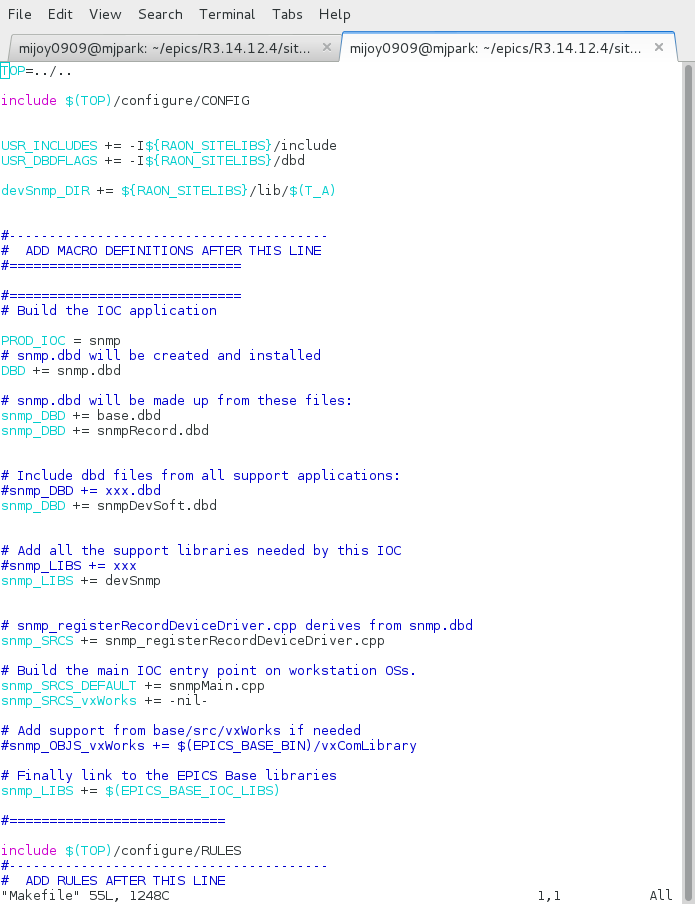 File Edit View Search Terminal Tabs Help
mijoy0909@mjpark: ~/epics/R3.14.12.4/sit... × mijoy0909@mjpark: ~/epics/R3.14.12.4/sit... ×
TOP=../..
include $(TOP)/configure/CONFIG
USR_INCLUDES += -I${RAON_SITELIBS}/include
USR_DBDFLAGS += -I${RAON_SITELIBS}/dbd
devSnmp_DIR += ${RAON_SITELIBS}/lib/$(T_A)
#----------------------------------------
#  ADD MACRO DEFINITIONS AFTER THIS LINE
#=============================
#=============================
# Build the IOC application
PROD_IOC = snmp
# snmp.dbd will be created and installed
DBD += snmp.dbd
# snmp.dbd will be made up from these files:
snmp_DBD += base.dbd
snmp_DBD += snmpRecord.dbd
# Include dbd files from all support applications:
#snmp_DBD += xxx.dbd
snmp_DBD += snmpDevSoft.dbd
# Add all the support libraries needed by this IOC
#snmp_LIBS += xxx
snmp_LIBS += devSnmp
# snmp_registerRecordDeviceDriver.cpp derives from snmp.dbd
snmp_SRCS += snmp_registerRecordDeviceDriver.cpp
# Build the main IOC entry point on workstation OSs.
snmp_SRCS_DEFAULT += snmpMain.cpp
snmp_SRCS_vxWorks += -nil-
# Add support from base/src/vxWorks if needed
#snmp_OBJS_vxWorks += $(EPICS_BASE_BIN)/vxComLibrary
# Finally link to the EPICS Base libraries
snmp_LIBS += $(EPICS_BASE_IOC_LIBS)
#===========================
include $(TOP)/configure/RULES
#----------------------------------------
#  ADD RULES AFTER THIS LINE
"Makefile" 55L, 1248C 1,1 All